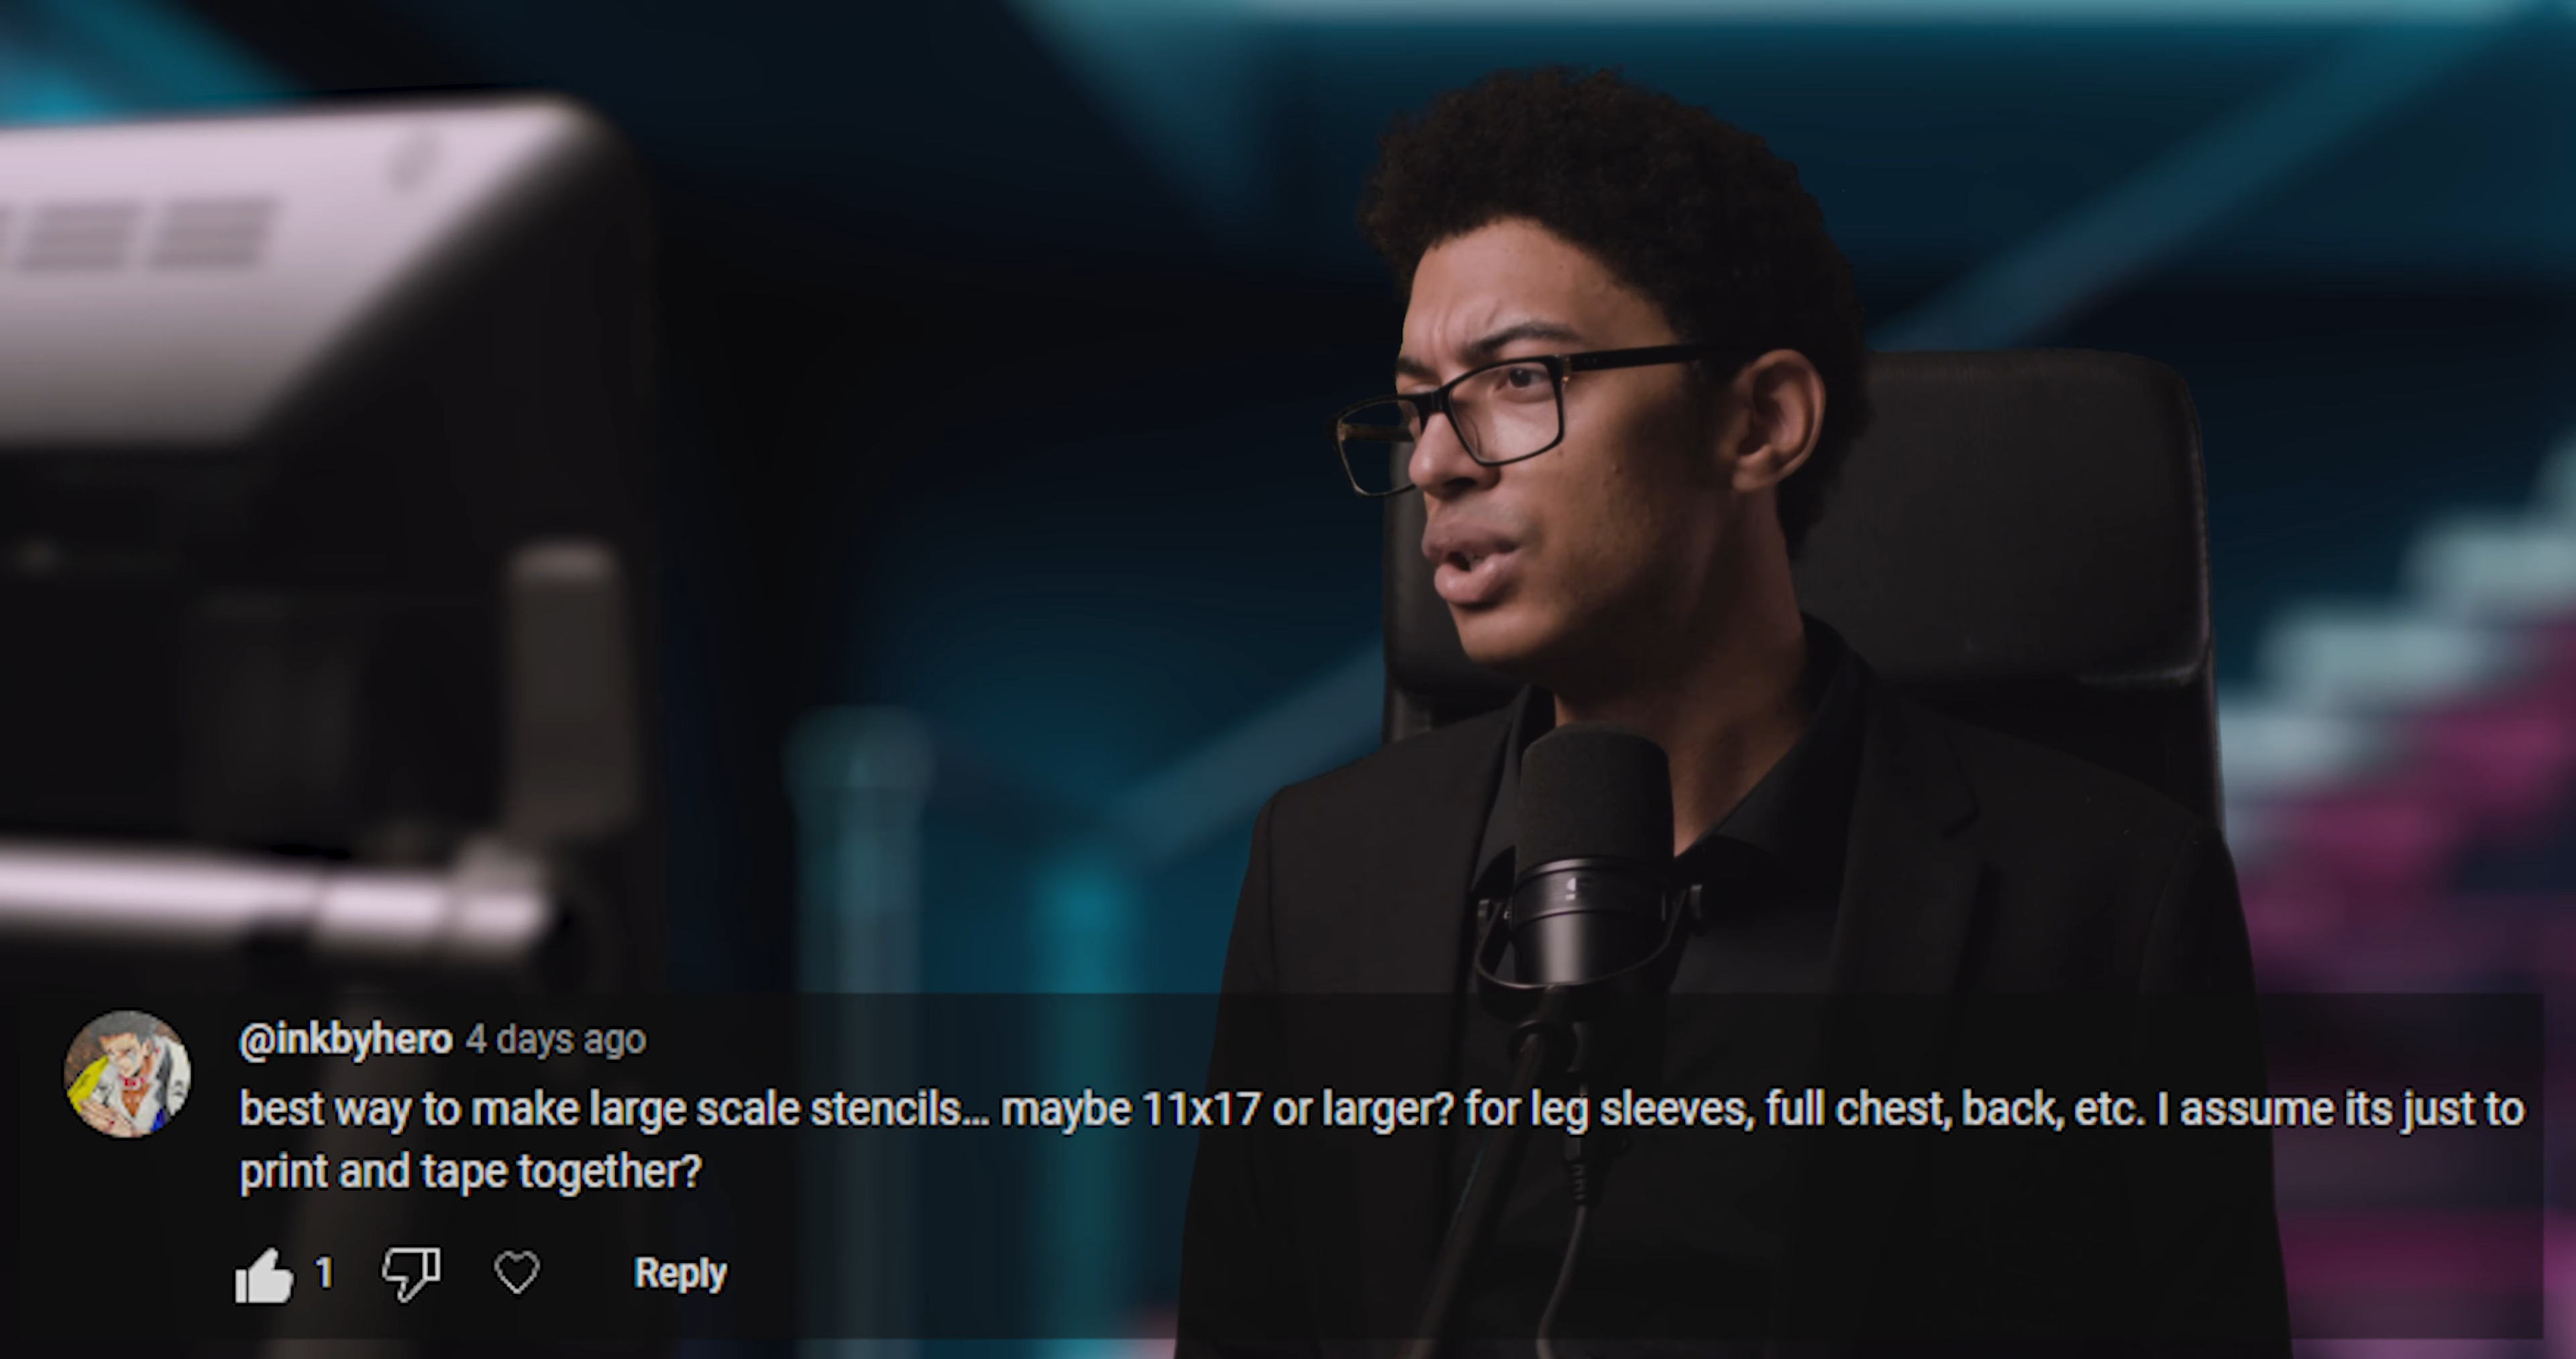 @inkbyhero 4 days ago
best way to make large scale stencils... maybe 11x17 or larger? for leg sleeves, full chest, back, etc. I assume its just to
print and tape together?
1 Reply